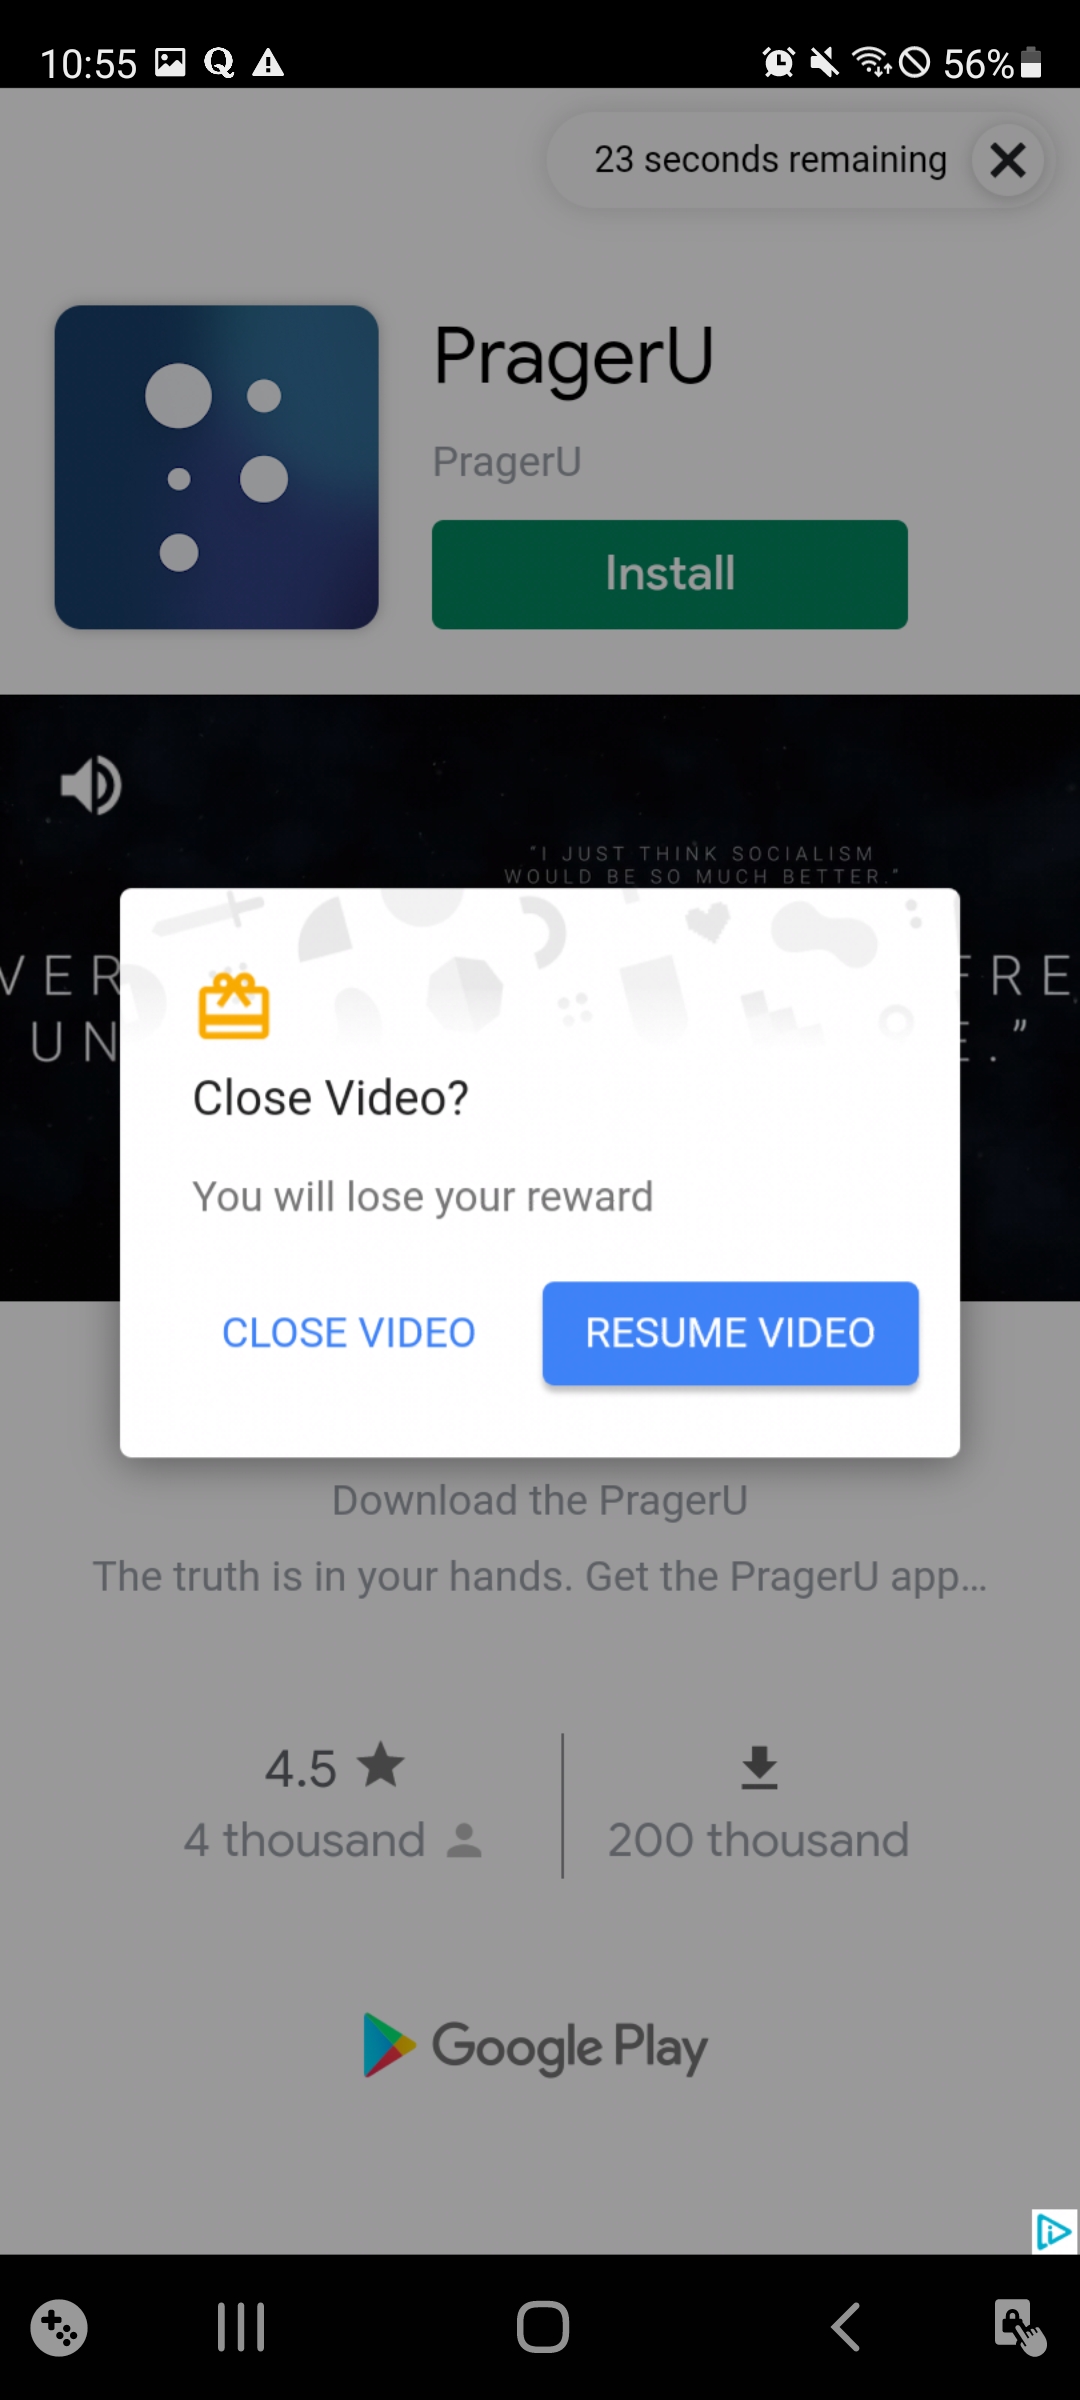 10:55 Q 56%
23 seconds remaining
PragerU
PragerU
Install
"I JUST THINK SOCIALISM
WOULD BE SO MUCH BETTER."
VER FRE
UN E."
Close Video?
You will lose your reward
CLOSE VIDEO RESUME VIDEO
Download the PragerU
The truth is in your hands. Get the PragerU app...
4.5
4 thousand 200 thousand
Google Play